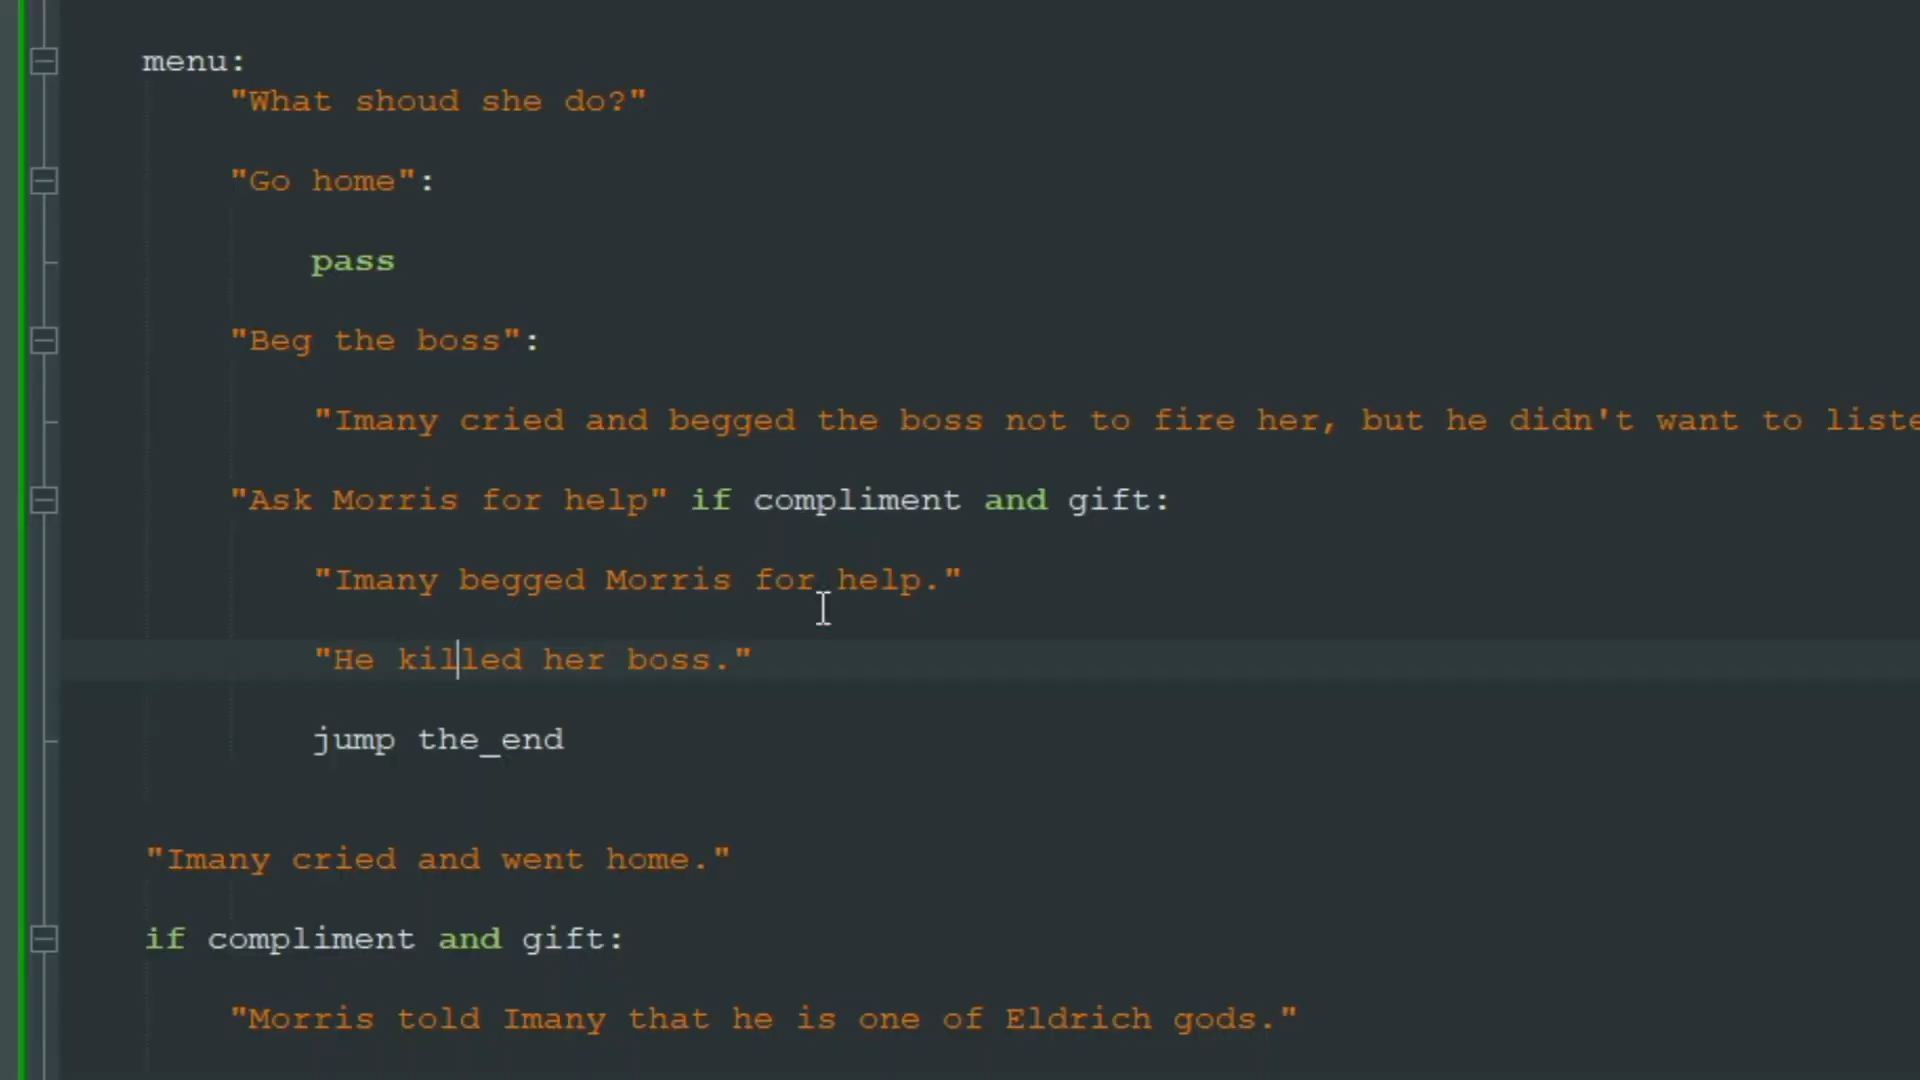 menu:
"What shoud she do?"
"Go home":
pass
"Beg the boss":
"Imany cried and begged the boss not to fire her, but he didn't want to liste
"Ask Morris for help" if compliment and gift:
"Imany begged Morris for help."
"He killed her boss."
jump the_end
"Imany cried and went home."
if compliment and gift:
"Morris told Imany that he is one of Eldrich gods."